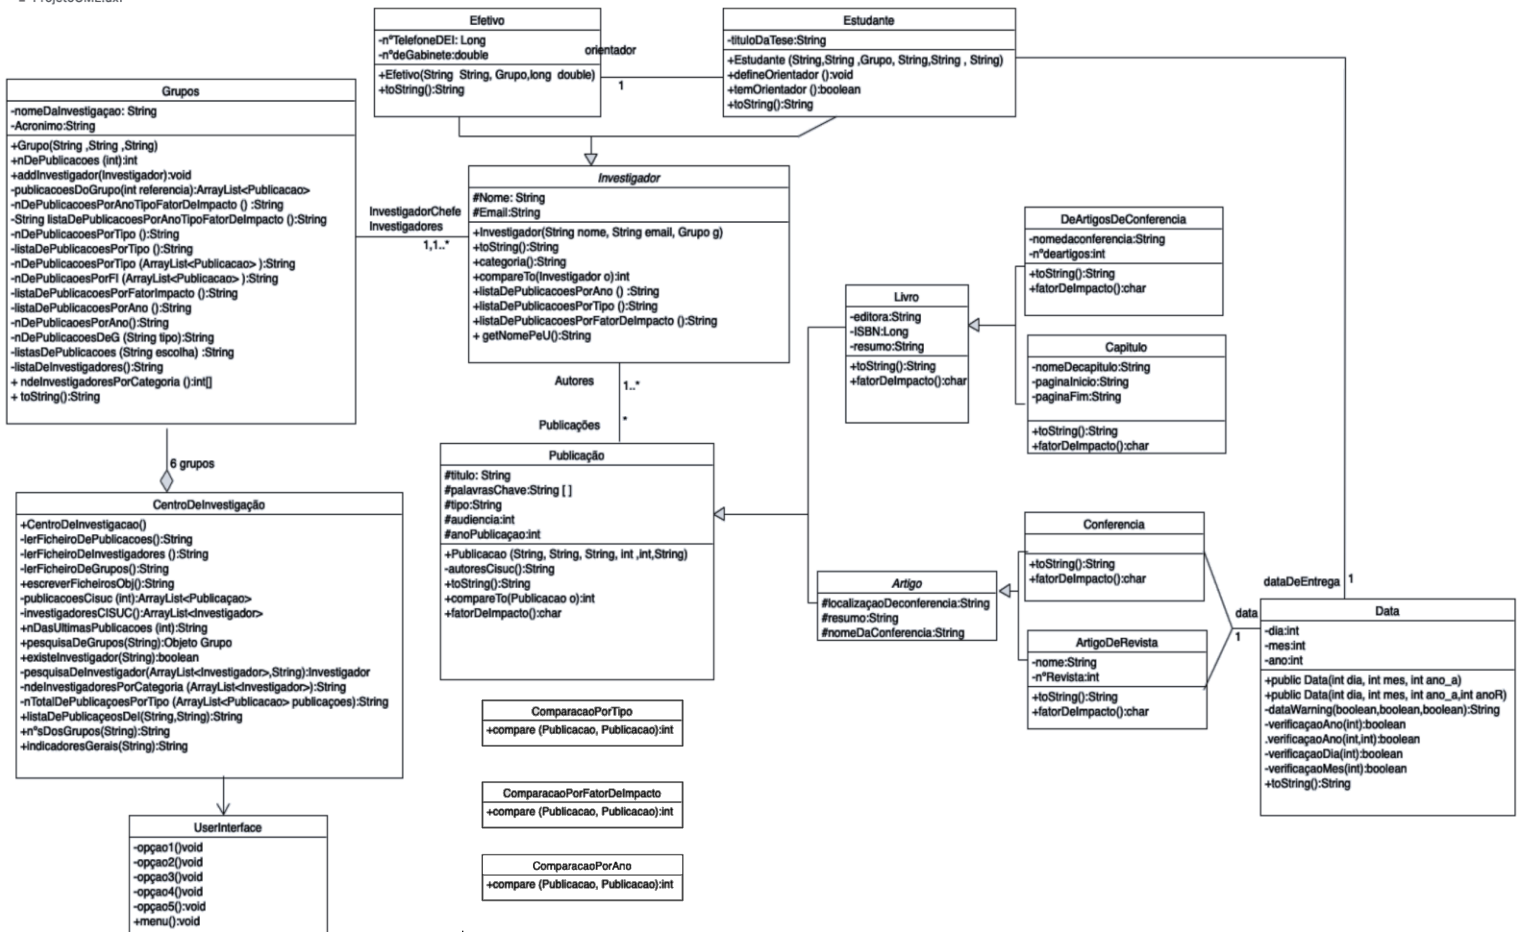 Efetivo
-nºTelefoneDEI: Long
-nºdeGabinete:double
+Efetivo(String String, Grupo,long double)
+toString():String
orientador
1
Estudante
-tituloDaTese:String
+Estudante (String,String ,Grupo, String,String , String)
+defineOrientador ():void
+temOrientador ():boolean
+toString():String
Grupos
-nomeDaInvestigaçao: String
-Acronimo:String
+Grupo(String ,String ,String)
+nDePublicacoes (int):int
+addInvestigador(Investigador):void
-publicacoesDoGrupo(int referencia):ArrayList<Publicacao>
-nDePublicacoesPorAnoTipoFatorDeImpacto () :String
-String listaDePublicacoesPorAnoTipoFatorDeImpacto ():String
-nDePublicacoesPorTipo ():String
-listaDePublicacoesPorTipo ():String
-nDePublicacoesPorTipo (ArrayList<Publicacao> ):String
-nDePublicaoesPorFI (ArrayList<Publicacao> ):String
-listaDePublicacoesPorFatorImpacto ():String
-listaDePublicacoesPorAno ():String
-nDePublicaoesPorAno():String
-nDePublicacoesDeG (String tipo):String
-listasDePublicacoes (String escolha) :String
-listaDeInvestigadores():String
+ ndeInvestigadoresPorCategoria ():int[]
+ toString():String
InvestigadorChefe
Investigadores
1,1..*
Investigador
#Nome: String
#Email:String
+Investigador(String nome, String email, Grupo g)
+toString():String
+categoria():String
+compareTo(Investigador o):int
+listaDePublicacoesPorAno () :String
+listaDePublicacoesPorTipo ():String
+listaDePublicacoesPorFatorDeImpacto ():String
+ getNomePeU():String
Autores
1..*
Publicações
*
DeArtigosDeConferencia
-nomedaconferencia:String
-nºdeartigos:int
+toString():String
+fatorDeImpacto():char
Livro
-editora:String
-ISBN:Long
-resumo:String
+toString():String
+fatorDeImpacto():char
Capitulo
-nomeDecapitulo:String
-paginaInicio:String
-paginaFim:String
+toString():String
+fatorDeImpacto():char
6 grupos
CentroDeInvestigação
+CentroDeInvestigacao()
-lerFicheiroDePublicacoes():String
-lerFicheiroDeInvestigadores ():String
-lerFicheiroDeGrupos():String
+escreverFicheirosObj():String
-publicacoesCisuc (int):ArrayList<Publicaçao>
-investigadoresCISUC():ArrayList<Investigador>
+nDasUltimasPublicacoes (int):String
+pesquisaDeGrupos(String):Objeto Grupo
+existeInvestigador(String):boolean
-pesquisaDeInvestigador(ArrayList<Investigador>,String):Investigador
-ndeInvestigadoresPorCategoria (ArrayList<Investigador>):String
-nTotalDePublicaçoesPorTipo (ArrayList<Publicacao> publicaçoes):String
+listaDePublicaçeosDeI(String,String):String
+nºsDosGrupos(String):String
+indicadoresGerais(String):String
Publicação
#titulo: String
#palavrasChave:String [ ]
#tipo:String
#audiencia:int
#anoPublicaçao:int
+Publicacao (String, String, String, int ,int,String)
-autoresCisuc():String
+toString():String
+compareTo(Publicacao o):int
+fatorDeImpacto():char
Artigo
#localizaçaoDeconferencia:String
#resumo:String
#nomeDaConferencia:String
Conferencia
+toString():String
+fatorDeImpacto():char
ArtigoDeRevista
-nome:String
-nºRevista:int
+toString():String
+fatorDeImpacto():char
dataDeEntrega
1
data
1
Data
-dia:int
-mes:int
-ano:int
+public Data(int dia, int mes, int ano_a)
+public Data(int dia, int mes, int ano_a,int anoR)
-dataWarning(boolean,boolean,boolean):String
-verificaçaoAno(int):boolean
.verificaçaoAno(int,int):boolean
-verificaçaoDia(int):boolean
-verificaçaoMes(int):boolean
+toString():String
ComparacaoPorTipo
+compare (Publicacao, Publicacao):int
ComparacaoPorFatorDeImpacto
+compare (Publicacao, Publicacao):int
ComparacaoPorAno
+compare (Publicacao, Publicacao):int
UserInterface
-opçao1()void
-opçao2()void
-opçao3()void
-opçao4()void
-opçao5():void
+menu():void